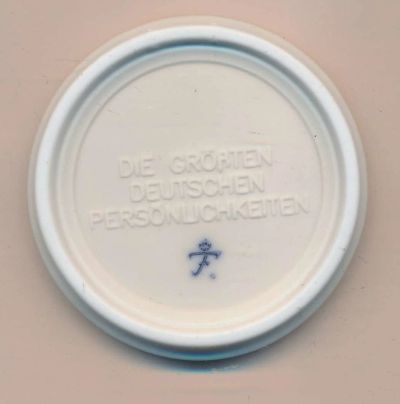 DIE GRÖßTEN
DEUTSCHEN
PERSÖNLICHKEITEN
F